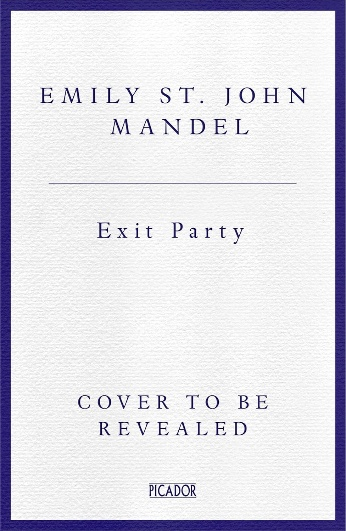 EMILY ST. JOHN
MANDEL
Exit Party
COVER TO BE
REVEALED
PICADOR